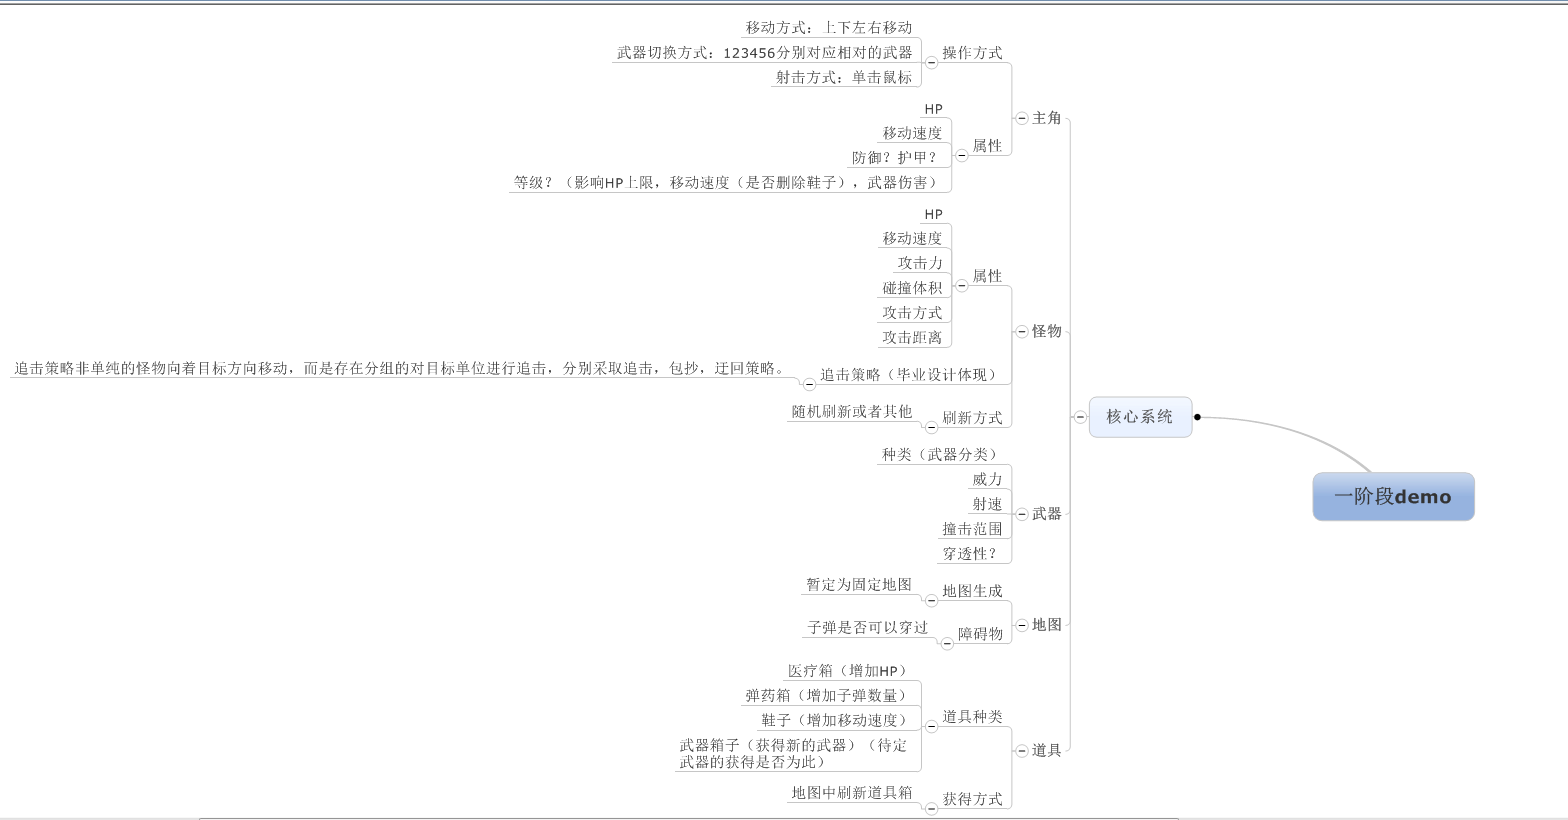 移动方式：上下左右移动
武器切换方式：123456分别对应相对的武器
射击方式：单击鼠标
操作方式
HP
移动速度
防御？护甲？
等级？（影响HP上限，移动速度（是否删除鞋子），武器伤害）
属性
主角
HP
移动速度
攻击力
碰撞体积
攻击方式
攻击距离
属性
追击策略非单纯的怪物向着目标方向移动，而是存在分组的对目标单位进行追击，分别采取追击，包抄，迂回策略。
追击策略（毕业设计体现）
随机刷新或者其他
刷新方式
怪物
种类（武器分类）
威力
射速
撞击范围
穿透性？
武器
暂定为固定地图
地图生成
子弹是否可以穿过
障碍物
地图
医疗箱（增加HP）
弹药箱（增加子弹数量）
鞋子（增加移动速度）
武器箱子（获得新的武器）（待定
武器的获得是否为此）
道具种类
地图中刷新道具箱
获得方式
道具
核心系统
一阶段demo